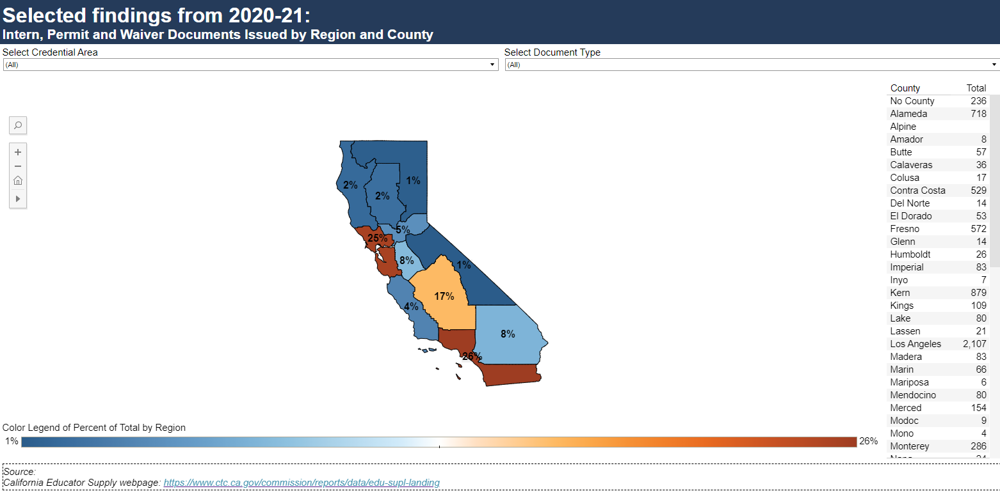 Selected findings from 2020-21:
Intern, Permit and Waiver Documents Issued by Region and County
Select Credential Area
Select Document Type
(All)
(All)
County Total
No County 236
Alameda 718
Alpine
Amador 8
Butte 57
Calaveras 36
Colusa 17
Contra Costa 529
Del Norte 14
El Dorado 53
Fresno 572
Glenn 14
Humboldt 26
Imperial 83
Inyo 7
Kern 879
Kings 109
Lake 80
Lassen 21
Los Angeles 2,107
Madera 83
Marin 66
Mariposa 6
Mendocino 80
Merced 154
Modoc 9
Mono 4
Monterey 286
1%
2%
2%
5%
25%
8%
1%
17%
4%
8%
26%
Color Legend of Percent of Total by Region
1%
26%
Source:
California Educator Supply webpage: https://www.ctc.ca.gov/commission/reports/data/edu-supl-landing